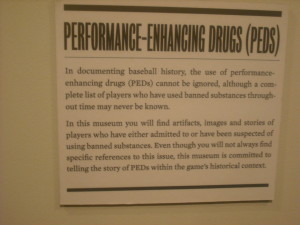 PERFORMANCE-ENHANCING DRUGS (PEDS)
In documenting baseball history, the use of performance-
enhancing drugs (PEDs) cannot be ignored, although a com-
plete list of players who have used banned substances through-
out time may never be known.
In this museum you will find artifacts, images and stories of
players who have either admitted to or have been suspected of
using banned substances. Even though you will not always find
specific references to this issue, this museum is committed to
telling the story of PEDs within the game's historical context.